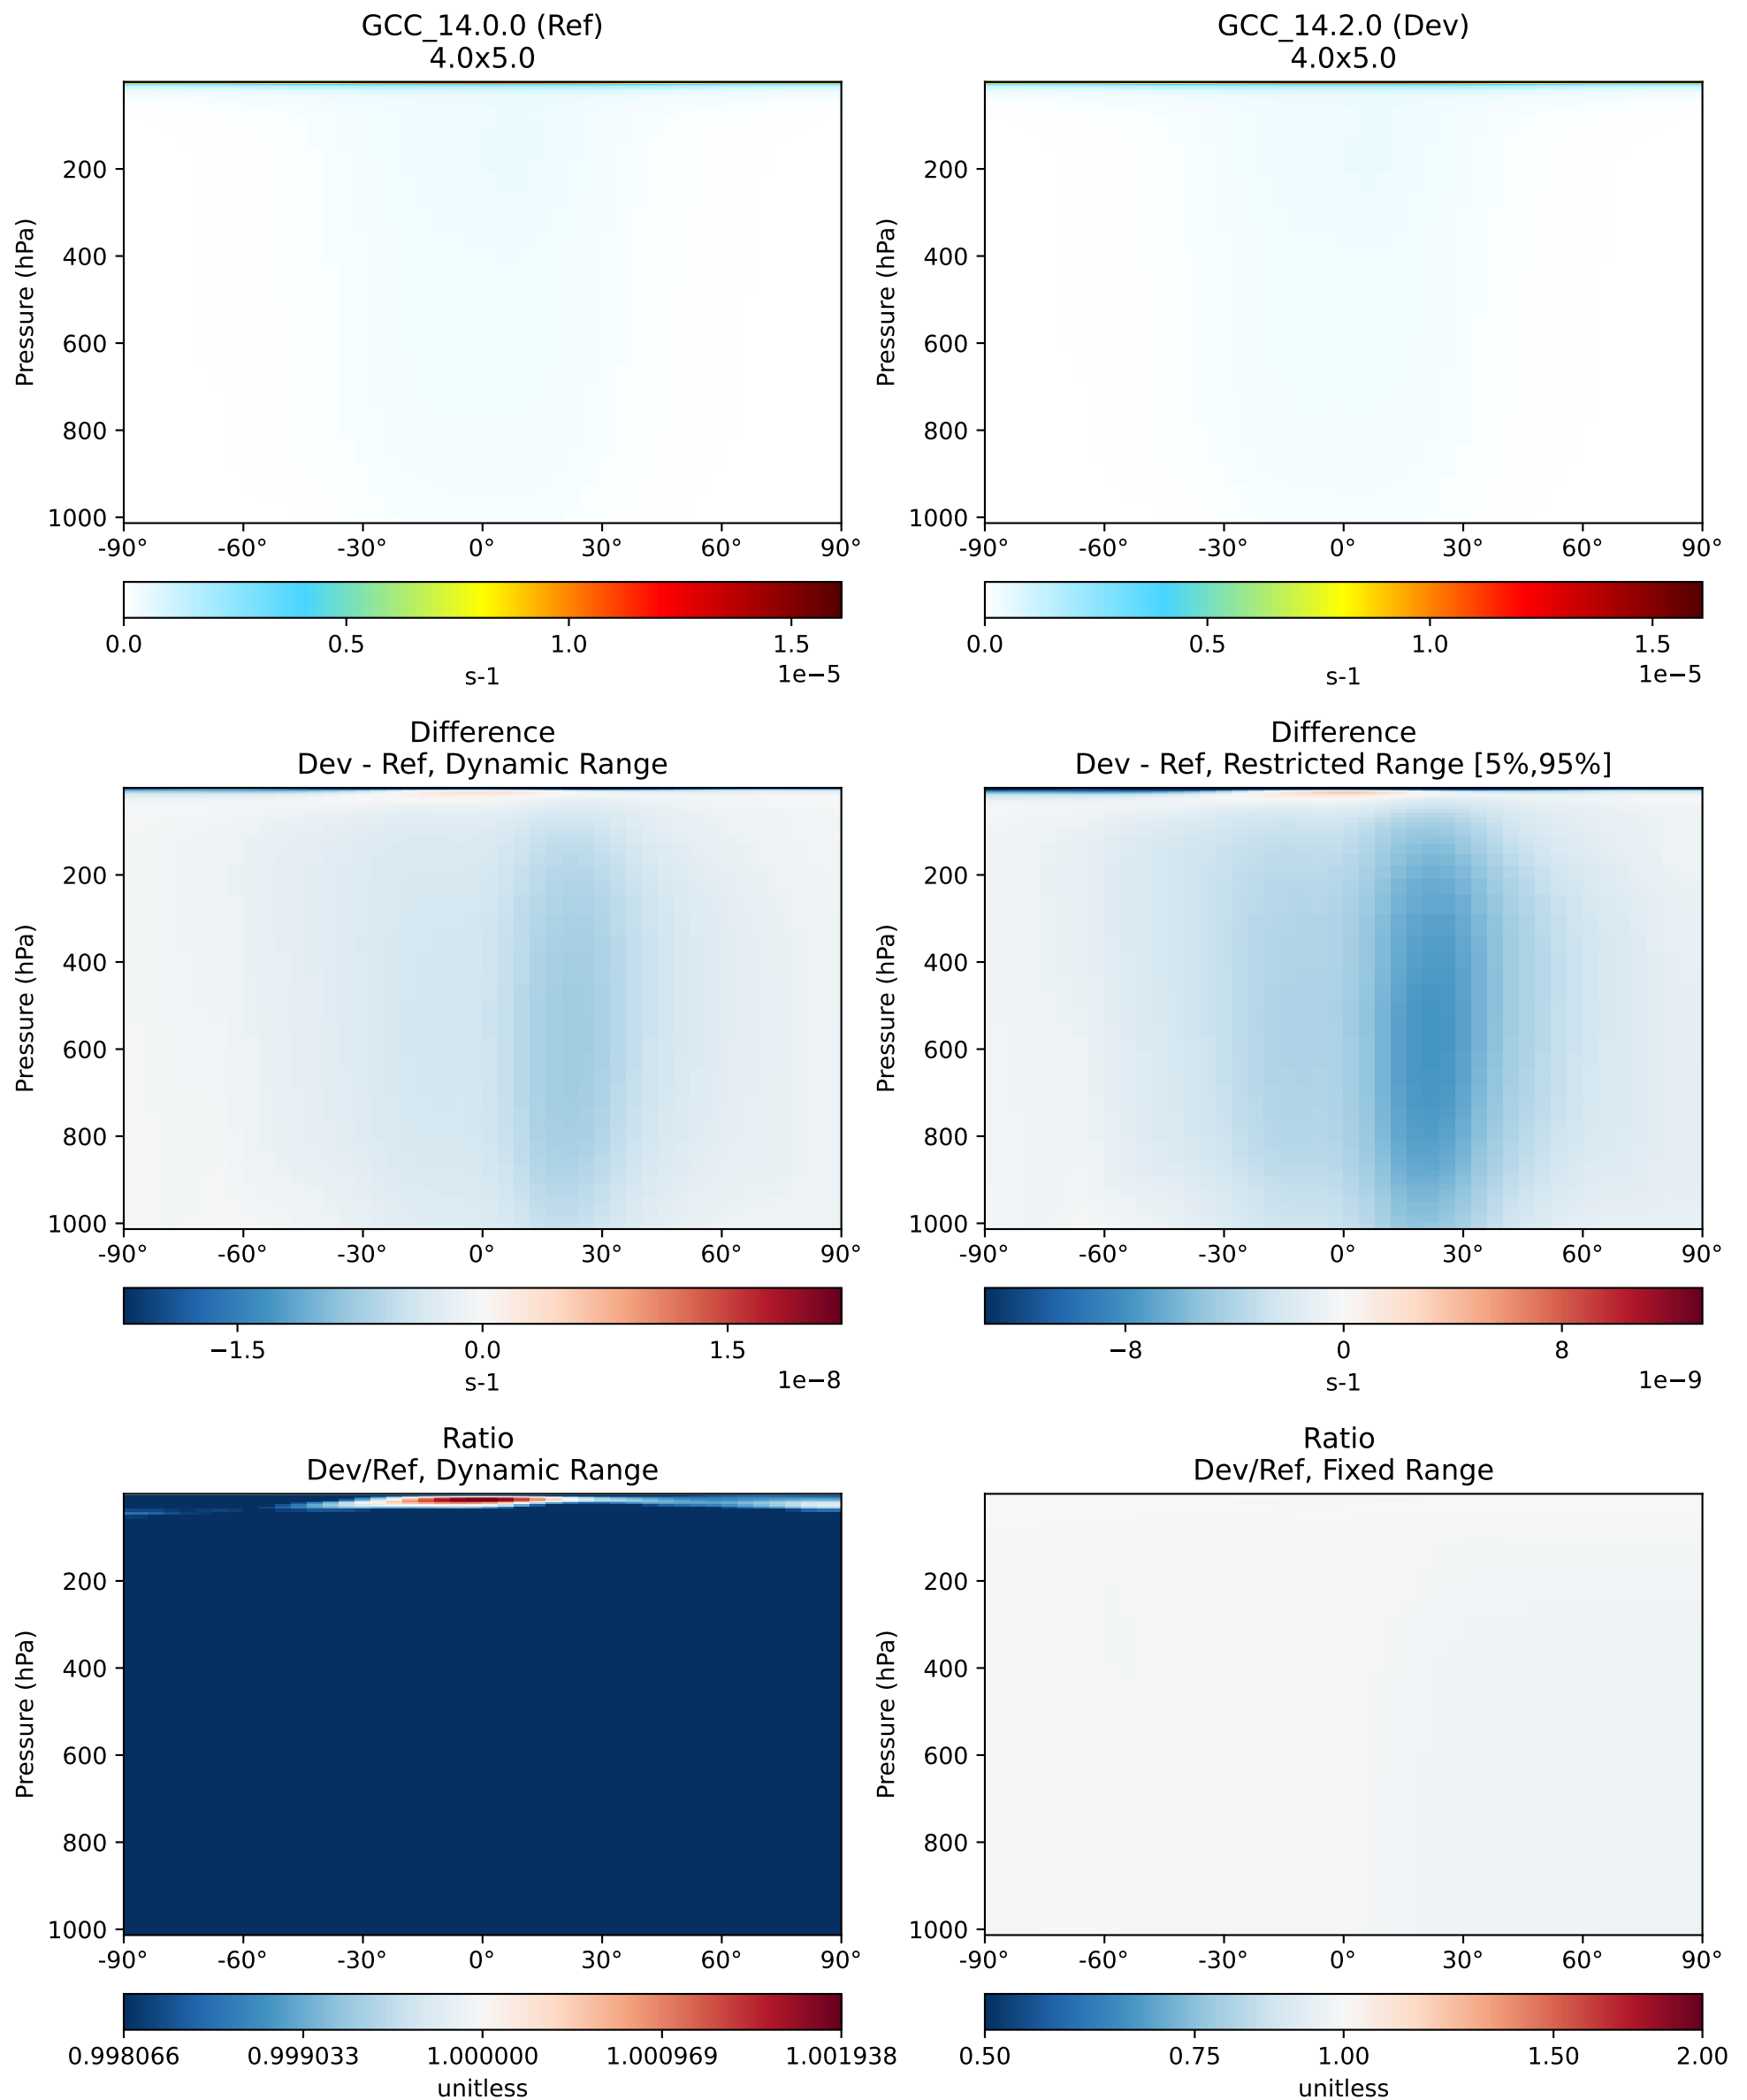 GCC_14.0.0 (Ref)
4.0x5.0
Pressure (hPa)
200
400
600
800
1000
-90° -60° -30° 0° 30° 60° 90°
0.0 0.5 1.0 1.5
1e−5
s-1
GCC_14.2.0 (Dev)
4.0x5.0
Pressure (hPa)
200
400
600
800
1000
-90° -60° -30° 0° 30° 60° 90°
0.0 0.5 1.0 1.5
1e−5
s-1
Difference
Dev - Ref, Dynamic Range
Pressure (hPa)
200
400
600
800
1000
-90° -60° -30° 0° 30° 60° 90°
−1.5 0.0 1.5
1e−8
s-1
Difference
Dev - Ref, Restricted Range [5%,95%]
Pressure (hPa)
200
400
600
800
1000
-90° -60° -30° 0° 30° 60° 90°
−8 0 8
1e−9
s-1
Ratio
Dev/Ref, Dynamic Range
Pressure (hPa)
200
400
600
800
1000
-90° -60° -30° 0° 30° 60° 90°
0.998066 0.999033 1.000000 1.000969 1.001938
unitless
Ratio
Dev/Ref, Fixed Range
Pressure (hPa)
200
400
600
800
1000
-90° -60° -30° 0° 30° 60° 90°
0.50 0.75 1.00 1.50 2.00
unitless